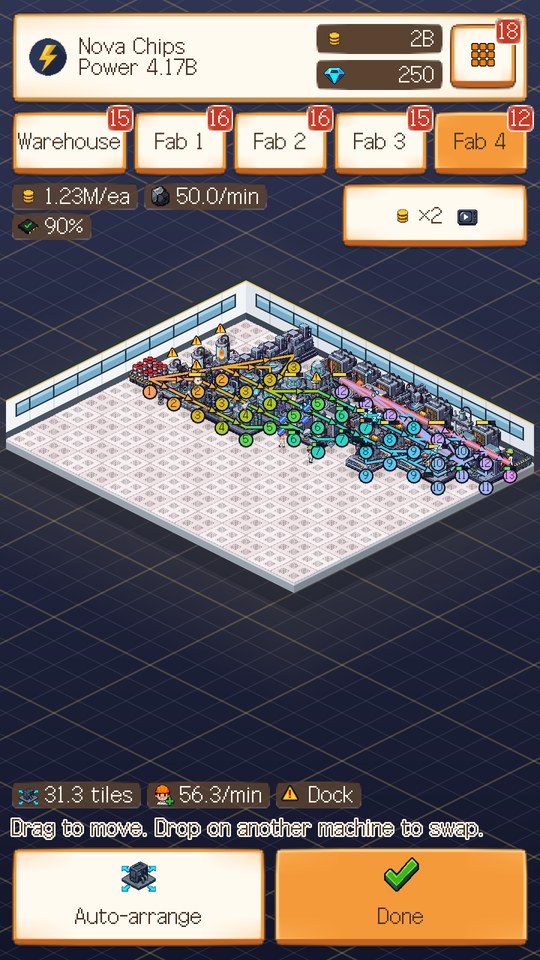 Nova Chips
Power 4.17B
2B
250
18
Warehouse
15
Fab 1
16
Fab 2
16
Fab 3
15
Fab 4
12
1.23M/ea
50.0/min
90%
×2
31.3 tiles
56.3/min
Dock
Drag to move. Drop on another machine to swap.
Auto-arrange
Done